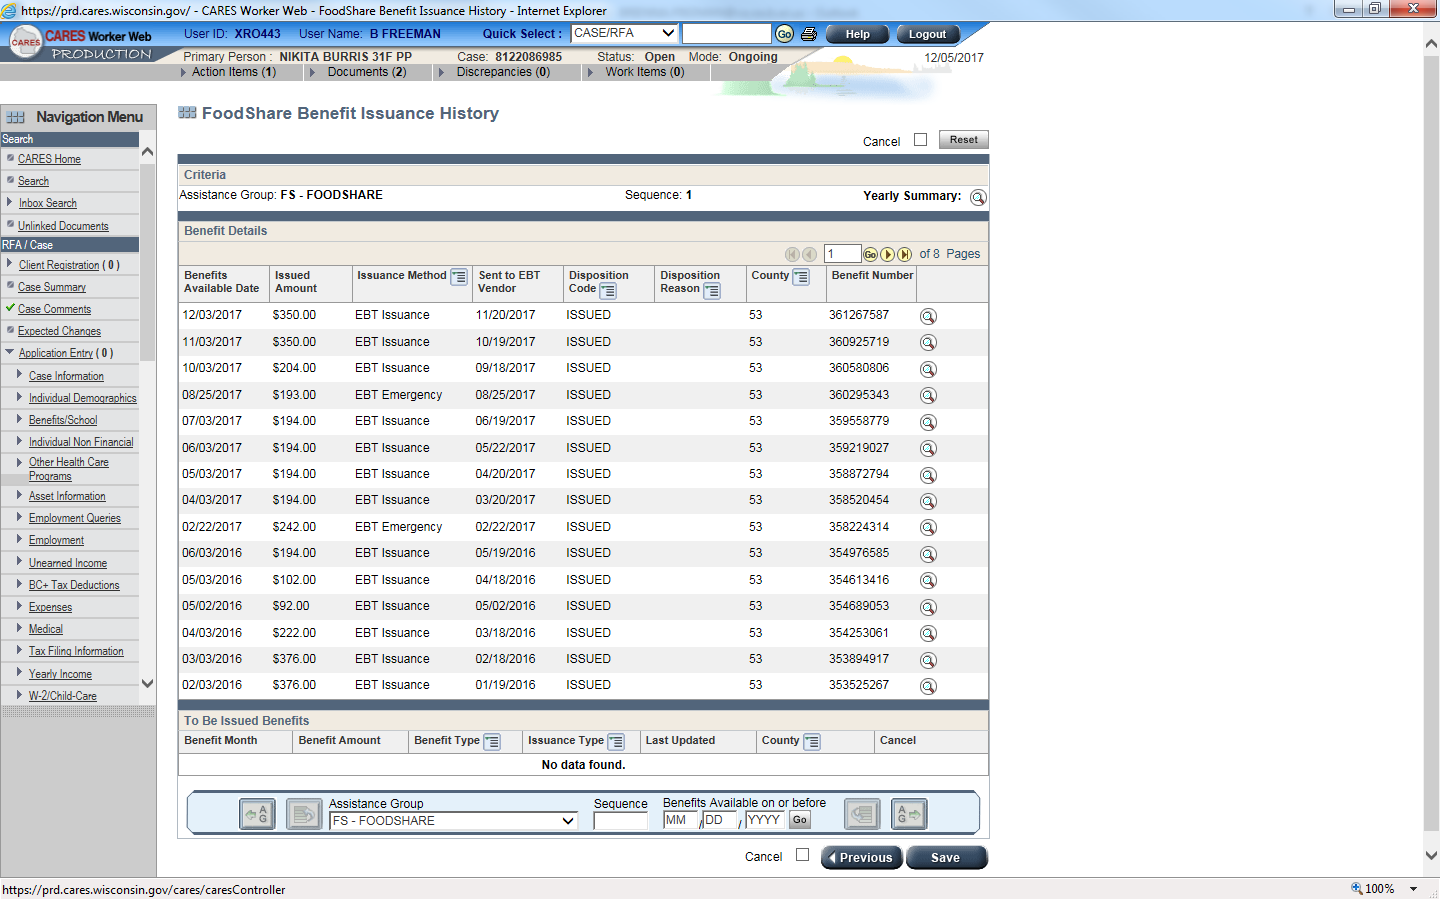 https://prd.cares.wisconsin.gov/ - CARES Worker Web - FoodShare Benefit Issuance History - Internet Explorer
CARES CARES Worker Web
PRODUCTION
User ID: XRO443 User Name: B FREEMAN Quick Select : CASE/RFA Go Help Logout
Primary Person : NIKITA BURRIS 31F PP Case: 8122086985 Status: Open Mode: Ongoing 12/05/2017
Action Items (1) Documents (2) Discrepancies (0) Work Items (0)
Navigation Menu
Search
CARES Home
Search
Inbox Search
Unlinked Documents
RFA / Case
Client Registration ( 0 )
Case Summary
Case Comments
Expected Changes
Application Entry ( 0 )
Case Information
Individual Demographics
Benefits/School
Individual Non Financial
Other Health Care
Programs
Asset Information
Employment Queries
Employment
Unearned Income
BC+ Tax Deductions
Expenses
Medical
Tax Filing Information
Yearly Income
W-2/Child-Care
FoodShare Benefit Issuance History
Cancel Reset
Criteria
Assistance Group: FS - FOODSHARE Sequence: 1 Yearly Summary:
Benefit Details
1 Go of 8 Pages
Benefits Available Date Issued Amount Issuance Method Sent to EBT Vendor Disposition Code Disposition Reason County Benefit Number
12/03/2017 $350.00 EBT Issuance 11/20/2017 ISSUED 53 361267587
11/03/2017 $350.00 EBT Issuance 10/19/2017 ISSUED 53 360925719
10/03/2017 $204.00 EBT Issuance 09/18/2017 ISSUED 53 360580806
08/25/2017 $193.00 EBT Emergency 08/25/2017 ISSUED 53 360295343
07/03/2017 $194.00 EBT Issuance 06/19/2017 ISSUED 53 359558779
06/03/2017 $194.00 EBT Issuance 05/22/2017 ISSUED 53 359219027
05/03/2017 $194.00 EBT Issuance 04/20/2017 ISSUED 53 358872794
04/03/2017 $194.00 EBT Issuance 03/20/2017 ISSUED 53 358520454
02/22/2017 $242.00 EBT Emergency 02/22/2017 ISSUED 53 358224314
06/03/2016 $194.00 EBT Issuance 05/19/2016 ISSUED 53 354976585
05/03/2016 $102.00 EBT Issuance 04/18/2016 ISSUED 53 354613416
05/02/2016 $92.00 EBT Issuance 05/02/2016 ISSUED 53 354689053
04/03/2016 $222.00 EBT Issuance 03/18/2016 ISSUED 53 354253061
03/03/2016 $376.00 EBT Issuance 02/18/2016 ISSUED 53 353894917
02/03/2016 $376.00 EBT Issuance 01/19/2016 ISSUED 53 353525267
To Be Issued Benefits
Benefit Month Benefit Amount Benefit Type Issuance Type Last Updated County Cancel
No data found.
A G Assistance Group Sequence Benefits Available on or before A G
FS - FOODSHARE MM / DD / YYYY Go
Cancel Previous Save
https://prd.cares.wisconsin.gov/cares/caresController
100%